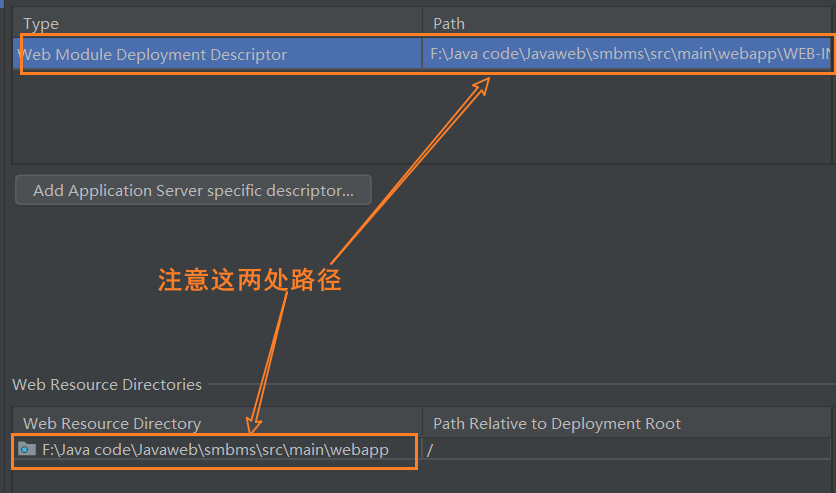 Type Path
Web Module Deployment Descriptor F:\Java code\Javaweb\smbms\src\main\webapp\WEB-IN
Add Application Server specific descriptor...
注意这两处路径
Web Resource Directories
Web Resource Directory Path Relative to Deployment Root
F:\Java code\Javaweb\smbms\src\main\webapp /